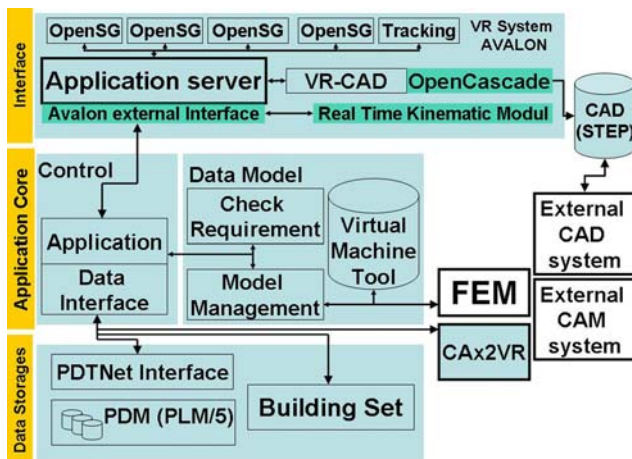 Interface
OpenSG
OpenSG
OpenSG
OpenSG
Tracking
VR System
AVALON
Application server
VR-CAD
OpenCascade
Avalon external Interface
Real Time Kinematic Modul
CAD
(STEP)
Application Core
Control
Application
Data
Interface
Data Model
Check
Requirement
Model
Management
Virtual
Machine
Tool
FEM
CAx2VR
External
CAD
system
External
CAM
system
Data Storages
PDTNet Interface
PDM (PLM/5)
Building Set